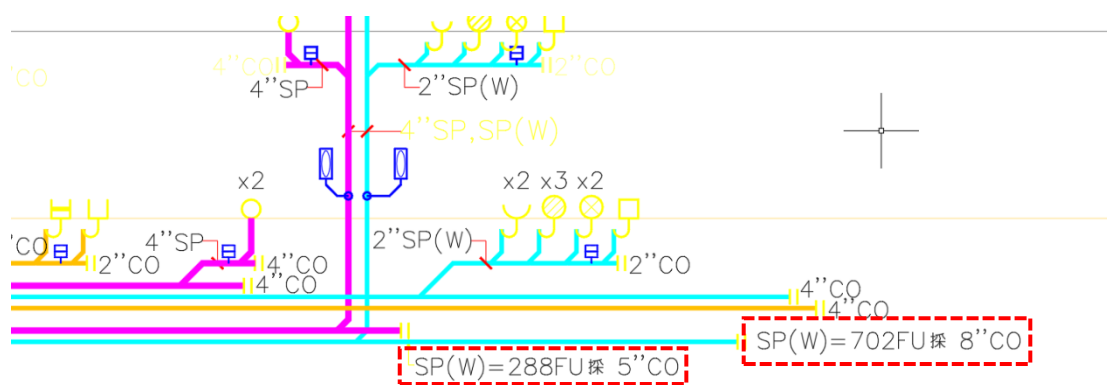 4''CO
2''CO
''CO
4''SP
2''SP(W)
4''SP,SP(W)
x2
x2 x3 x2
''CO
4''SP
2''SP(W)
2''CO
4''CO
2''CO
4''CO
4''CO
4''CO
SP(W)=702FU採 8''CO
SP(W)=288FU採 5''CO